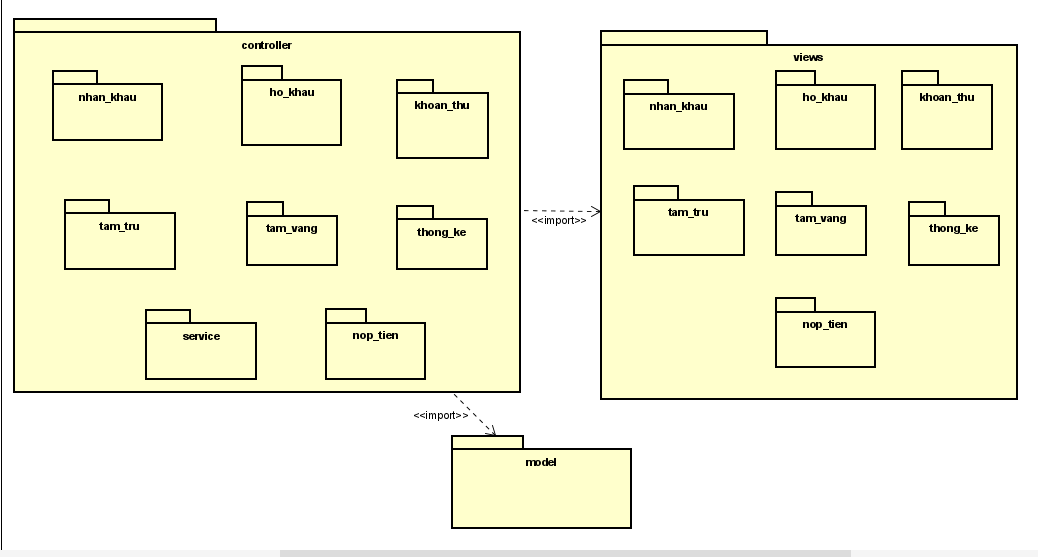 controller
nhan_khau
ho_khau
khoan_thu
tam_tru
tam_vang
thong_ke
service
nop_tien
<<import>>
views
nhan_khau
ho_khau
khoan_thu
tam_tru
tam_vang
thong_ke
nop_tien
<<import>>
model